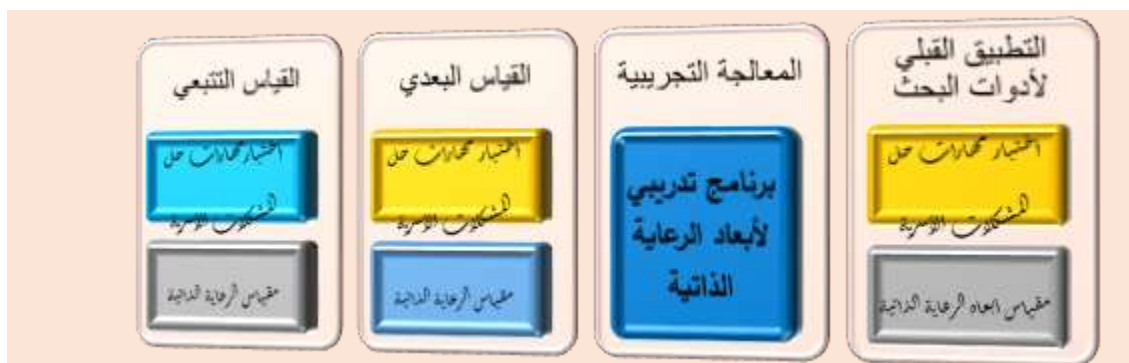 التطبيق القبلي
لأدوات البحث
اختبار مهارات حل
المشكلات الأسرية
مقياس ابعاد الرعاية الذاتية
المعالجة التجريبية
برنامج تدريبي
لأبعاد الرعاية
الذاتية
القياس البعدي
اختبار مهارات حل
المشكلات الأسرية
مقياس الرعاية الذاتية
القياس التتبعي
اختبار مهارات حل
المشكلات الأسرية
مقياس الرعاية الذاتية